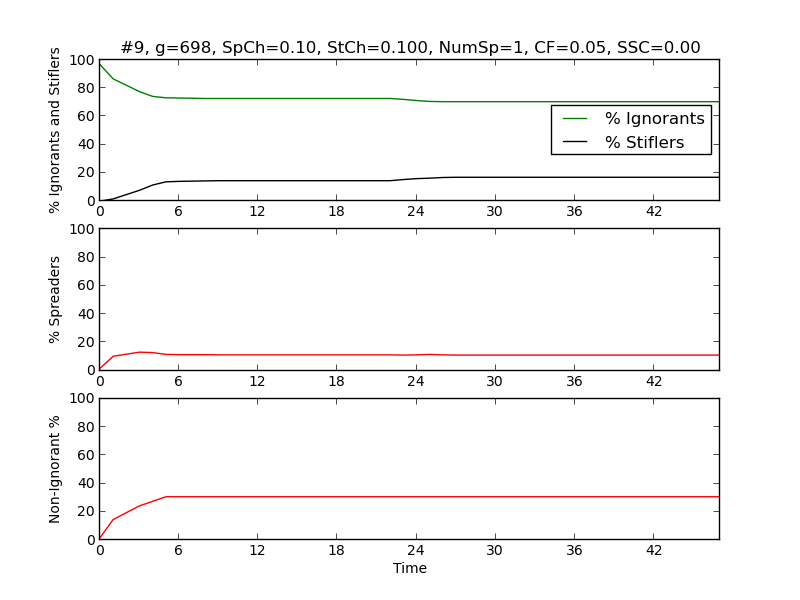 #9, g=698, SpCh=0.10, StCh=0.100, NumSp=1, CF=0.05, SSC=0.00
% Ignorants and Stiflers
100
80
60
40
20
0
% Ignorants
% Stiflers
0 6 12 18 24 30 36 42
% Spreaders
100
80
60
40
20
0
0 6 12 18 24 30 36 42
Non-Ignorant %
100
80
60
40
20
0
0 6 12 18 24 30 36 42
Time